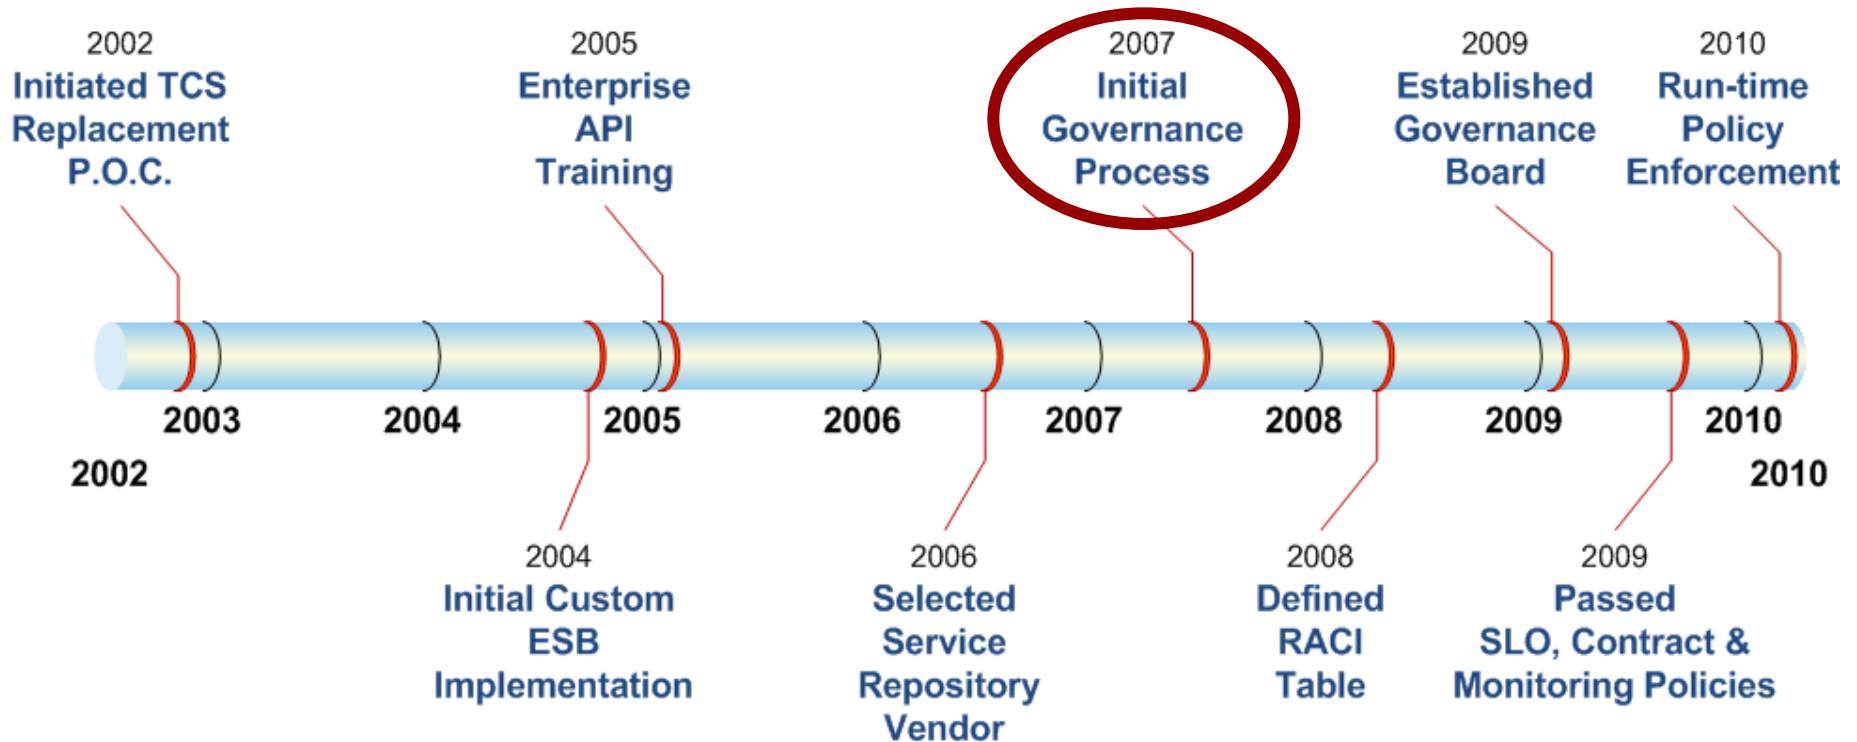 2002
Initiated TCS
Replacement
P.O.C.
2005
Enterprise
API
Training
2007
Initial
Governance
Process
2009
Established
Governance
Board
2010
Run-time
Policy
Enforcement
2003
2004
2005
2006
2007
2008
2009
2010
2002
2010
2004
Initial Custom
ESB
Implementation
2006
Selected
Service
Repository
Vendor
2008
Defined
RACI
Table
2009
Passed
SLO, Contract &
Monitoring Policies